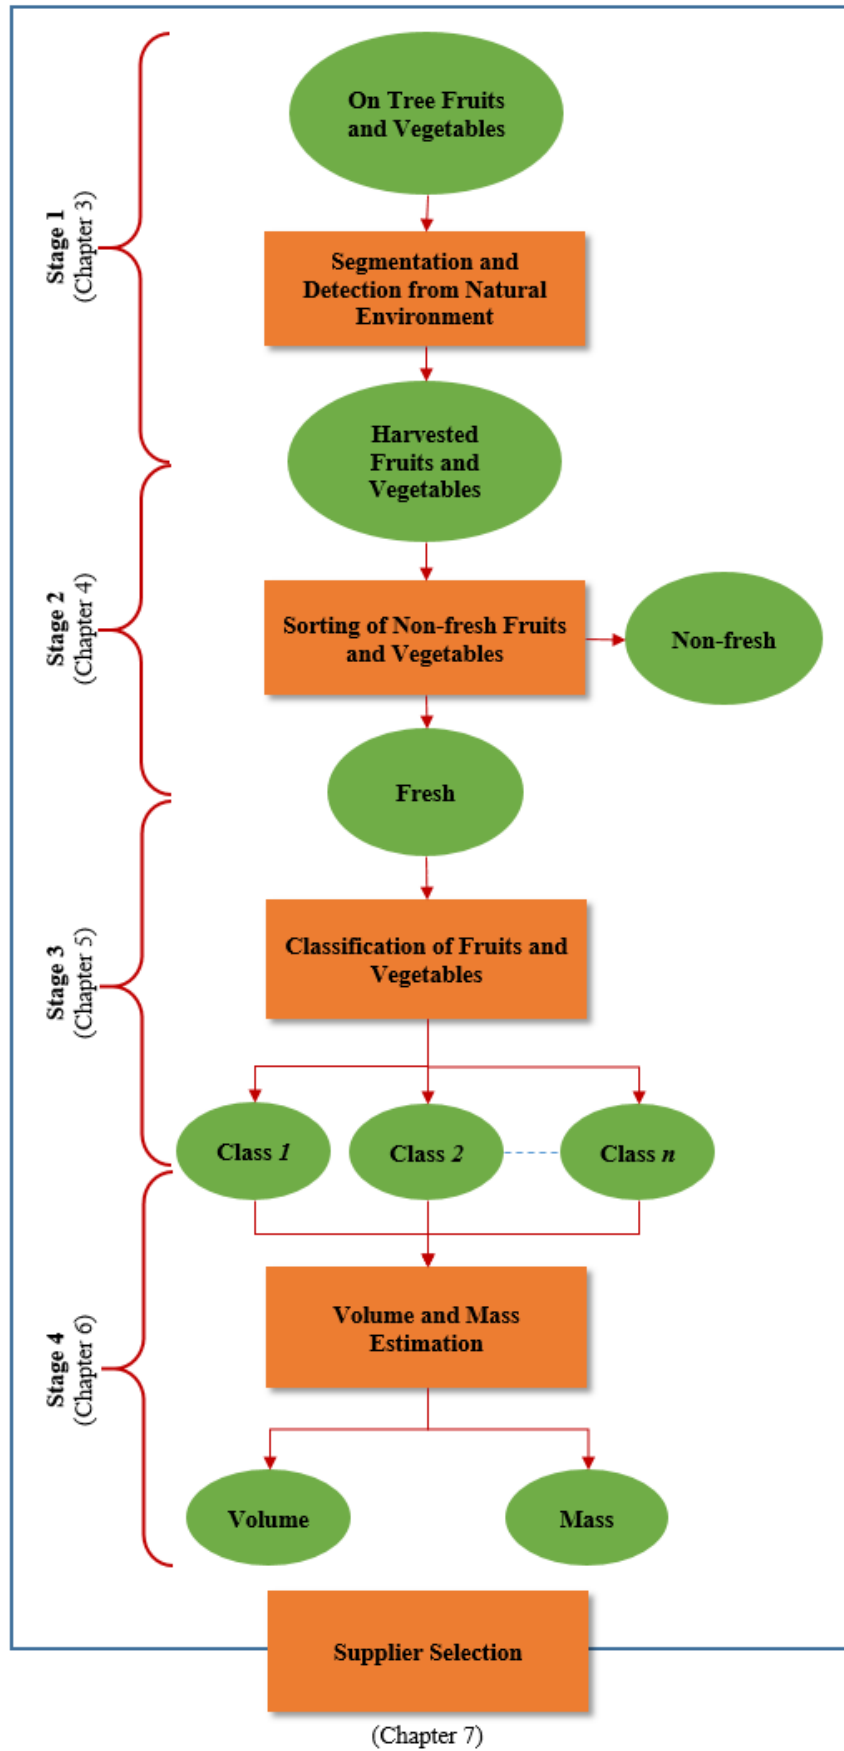 On Tree Fruits
and Vegetables
Stage 1
(Chapter 3)
Segmentation and
Detection from Natural
Environment
Harvested
Fruits and
Vegetables
Stage 2
(Chapter 4)
Sorting of Non-fresh Fruits
and Vegetables
Non-fresh
Fresh
Stage 3
(Chapter 5)
Classification of Fruits and
Vegetables
Class 1
Class 2
Class n
Stage 4
(Chapter 6)
Volume and Mass
Estimation
Volume
Mass
Supplier Selection
(Chapter 7)